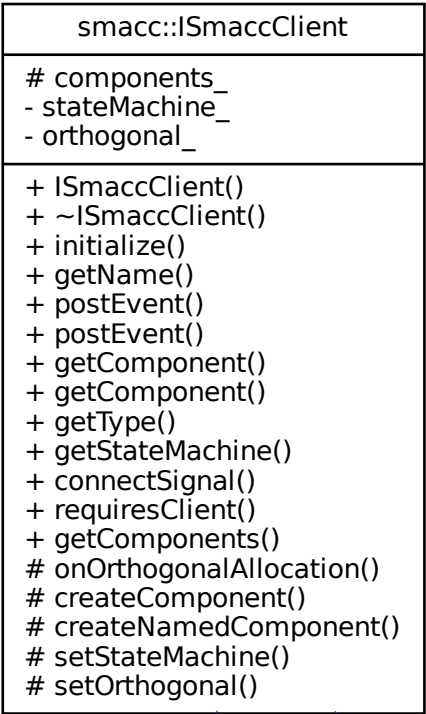 smacc::ISmaccClient
# components_
- stateMachine_
- orthogonal_
+ ISmaccClient()
+ ~ISmaccClient()
+ initialize()
+ getName()
+ postEvent()
+ postEvent()
+ getComponent()
+ getComponent()
+ getType()
+ getStateMachine()
+ connectSignal()
+ requiresClient()
+ getComponents()
# onOrthogonalAllocation()
# createComponent()
# createNamedComponent()
# setStateMachine()
# setOrthogonal()